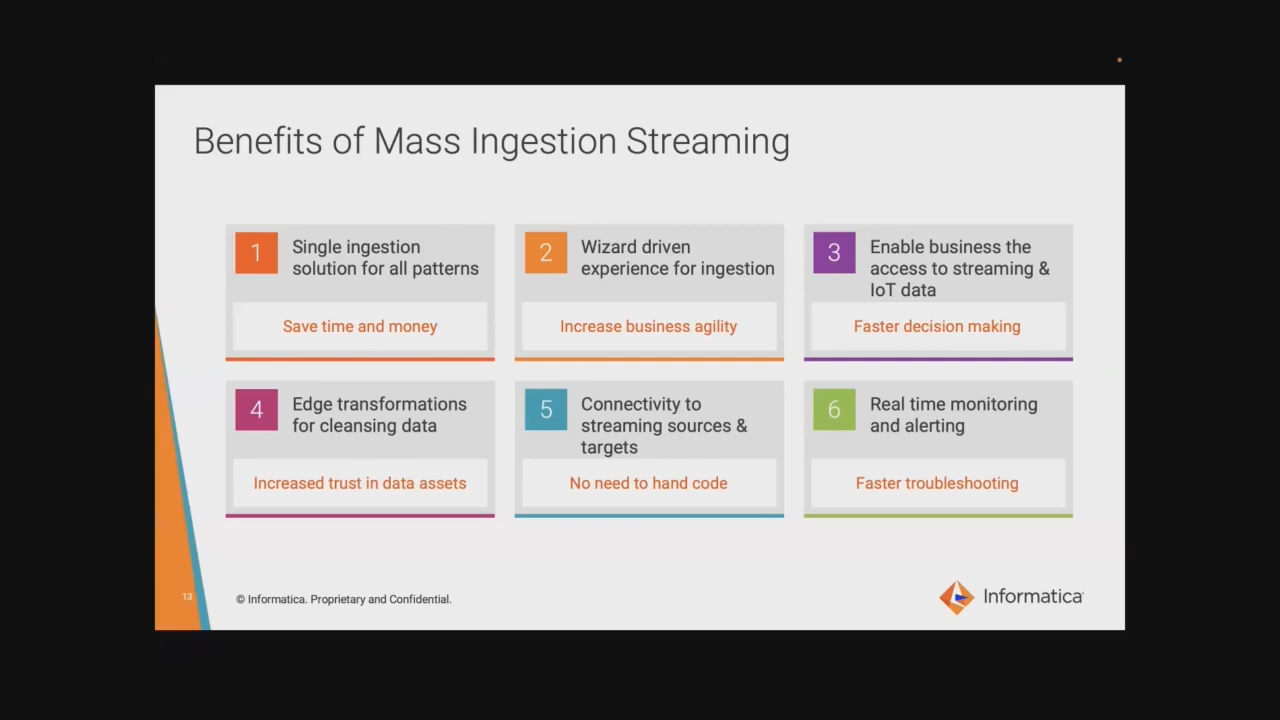 Benefits of Mass Ingestion Streaming
1
Single ingestion
solution for all patterns
Save time and money
2
Wizard driven
experience for ingestion
Increase business agility
3
Enable business the
access to streaming &
IoT data
Faster decision making
4
Edge transformations
for cleansing data
Increased trust in data assets
5
Connectivity to
streaming sources &
targets
No need to hand code
6
Real time monitoring
and alerting
Faster troubleshooting
13
© Informatica. Proprietary and Confidential.
Informatica